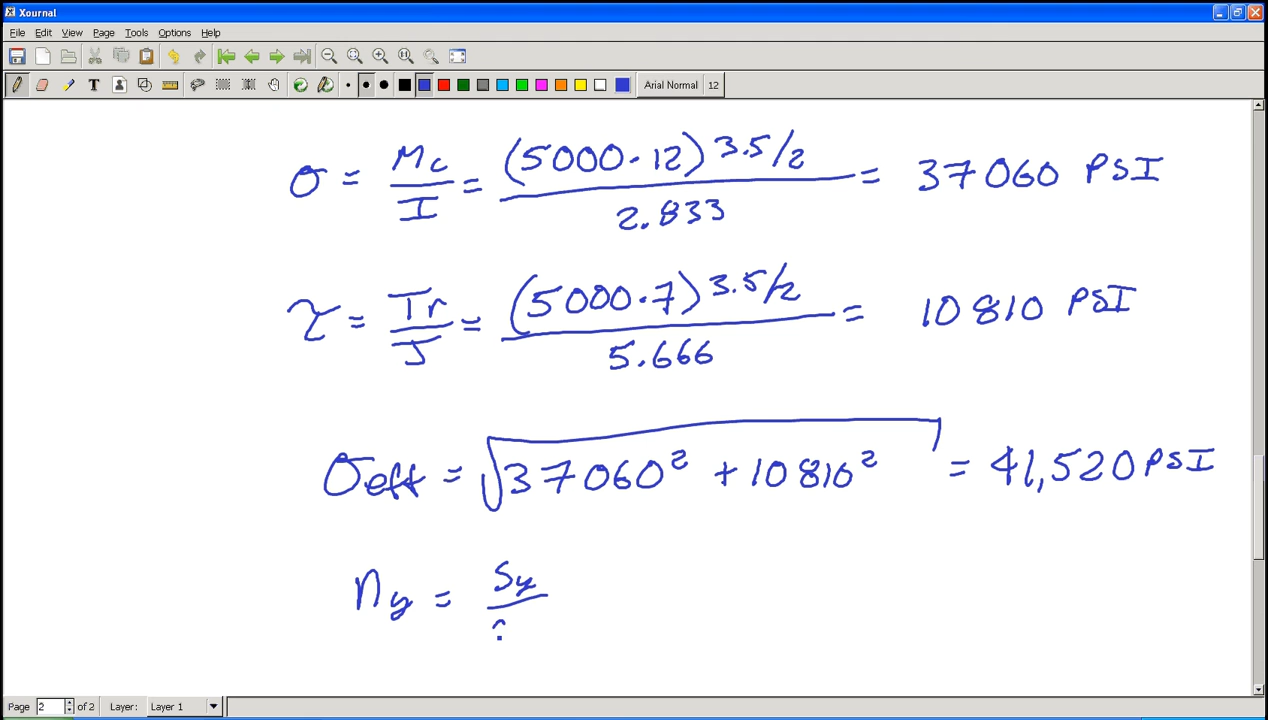 Xournal
File Edit View Page Tools Options Help
Arial Normal 12
σ = Mc/I = (5000·12) 3.5/2 / 2.833 = 37060 PSI
τ = Tr/J = (5000·7) 3.5/2 / 5.666 = 10810 PSI
σeff = √37060² + 10810² = 41,520 PSI
ny = Sy
Page 2 of 2 Layer: Layer 1